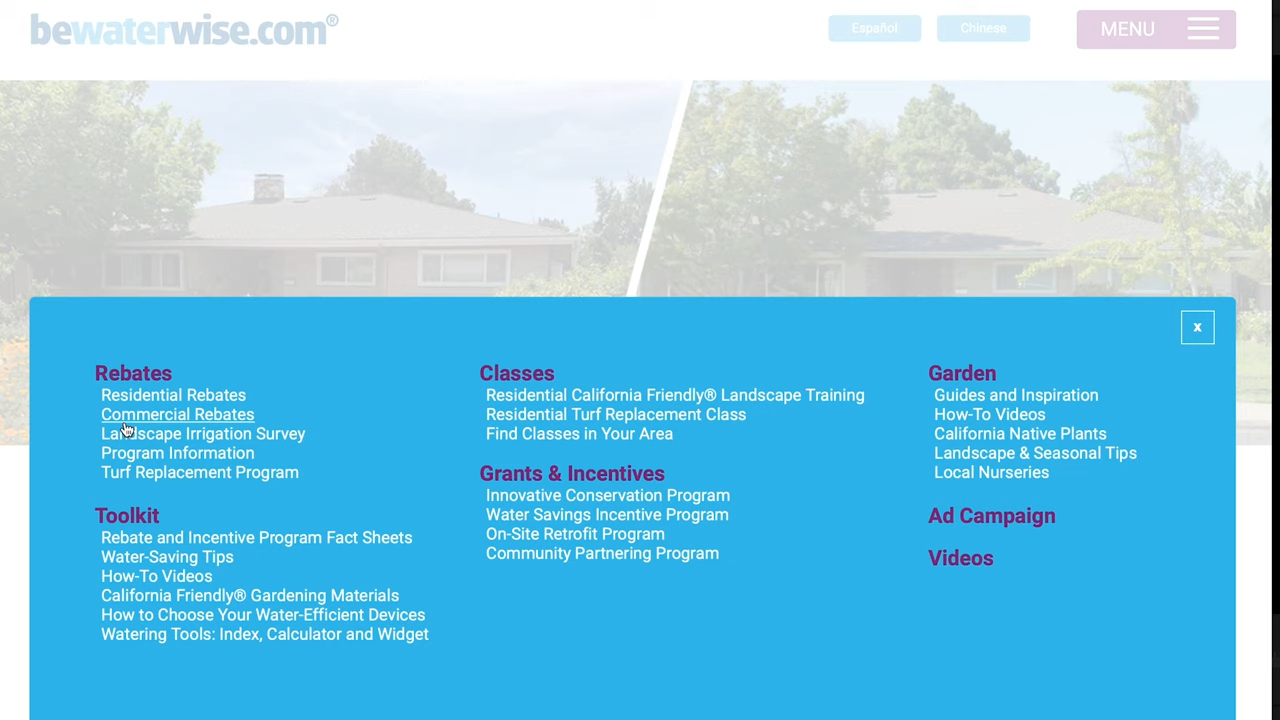 bewaterwise.com®
Español
Chinese
MENU
x
Rebates
Residential Rebates
Commercial Rebates
Landscape Irrigation Survey
Program Information
Turf Replacement Program
Toolkit
Rebate and Incentive Program Fact Sheets
Water-Saving Tips
How-To Videos
California Friendly® Gardening Materials
How to Choose Your Water-Efficient Devices
Watering Tools: Index, Calculator and Widget
Classes
Residential California Friendly® Landscape Training
Residential Turf Replacement Class
Find Classes in Your Area
Grants & Incentives
Innovative Conservation Program
Water Savings Incentive Program
On-Site Retrofit Program
Community Partnering Program
Garden
Guides and Inspiration
How-To Videos
California Native Plants
Landscape & Seasonal Tips
Local Nurseries
Ad Campaign
Videos